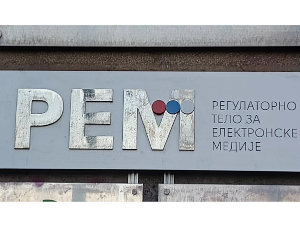 РЕМ
РЕГУЛАТОРНО
ТЕЛО ЗА
ЕЛЕКТРОНСКЕ
МЕДИЈЕ